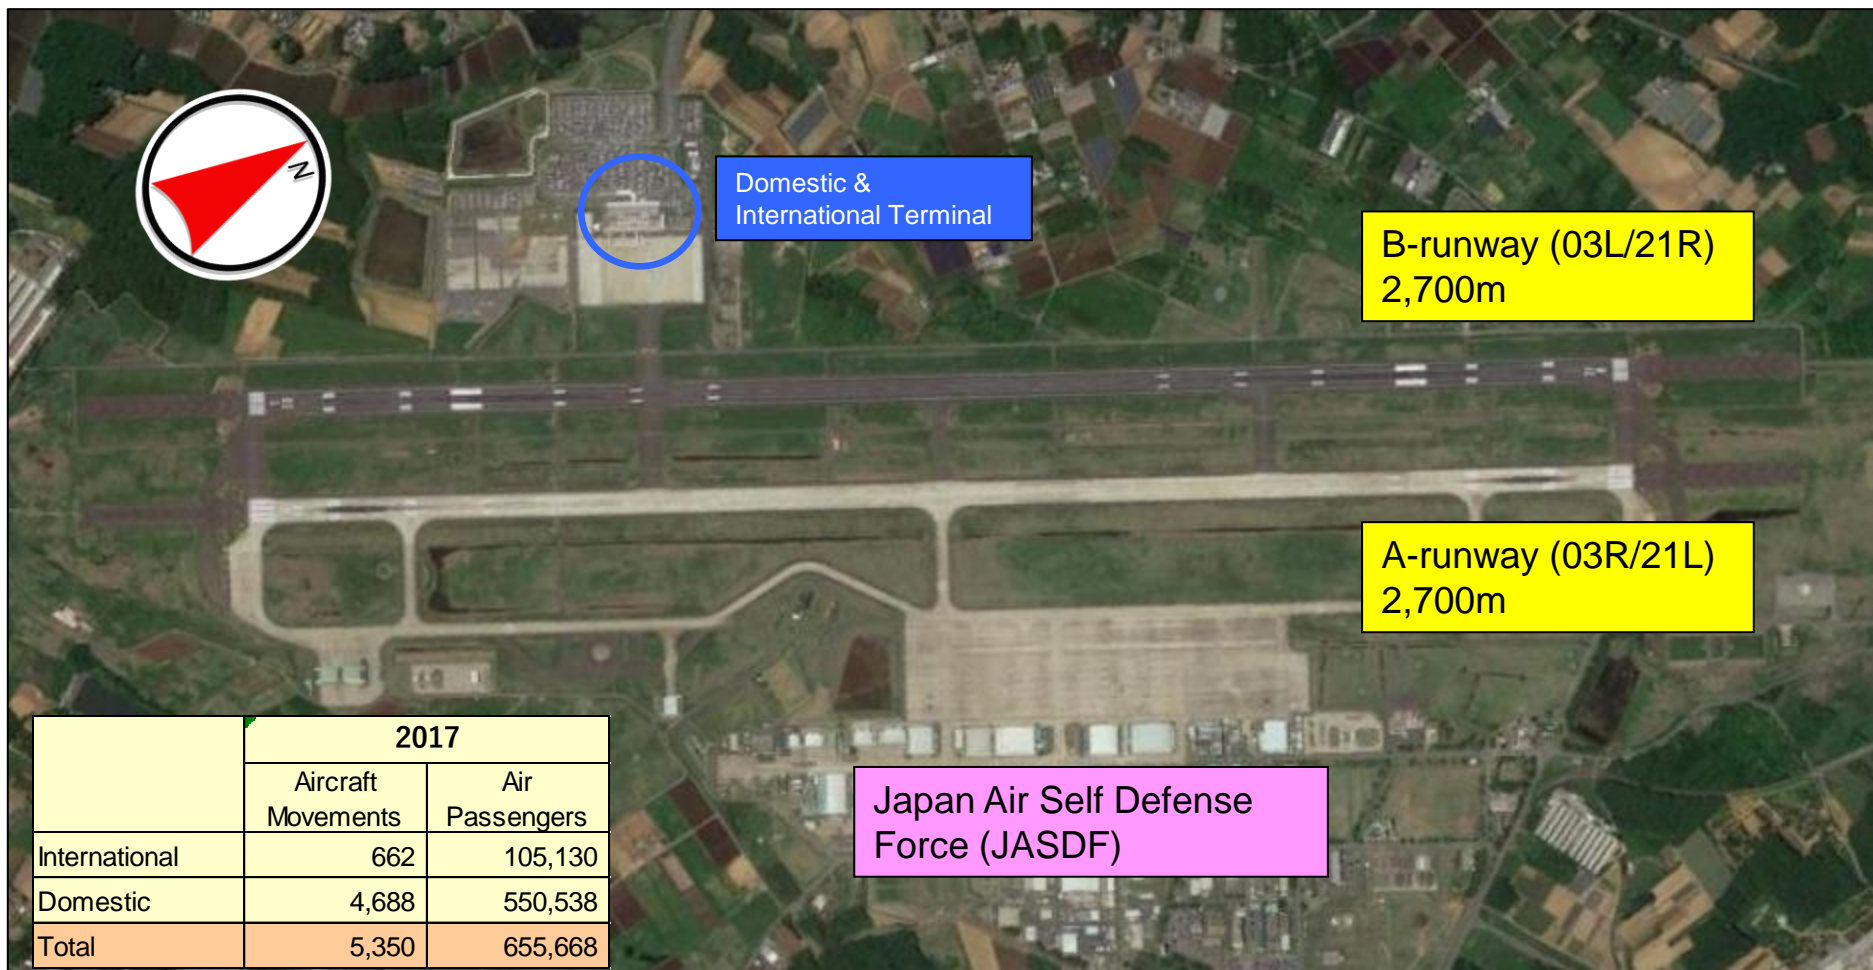 N
Domestic &
International Terminal
B-runway (03L/21R)
2,700m
A-runway (03R/21L)
2,700m
Japan Air Self Defense
Force (JASDF)
2017
Aircraft Movements Air Passengers
International 662 105,130
Domestic 4,688 550,538
Total 5,350 655,668